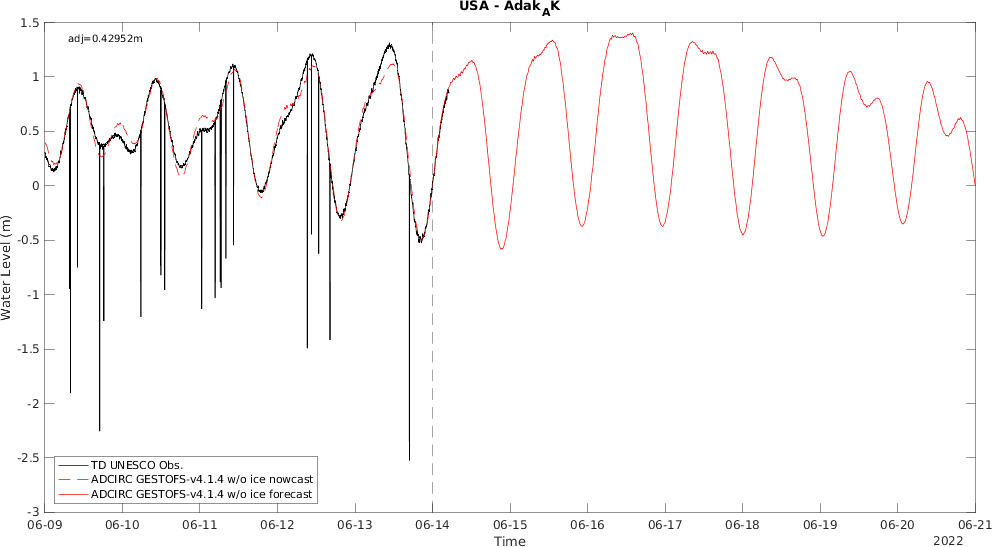 USA - Adak_AK
adj=0.42952m
1.5
1
0.5
0
-0.5
-1
-1.5
-2
-2.5
-3
Water Level (m)
TD UNESCO Obs.
ADCIRC GESTOFS-v4.1.4 w/o ice nowcast
ADCIRC GESTOFS-v4.1.4 w/o ice forecast
06-09 06-10 06-11 06-12 06-13 06-14 06-15 06-16 06-17 06-18 06-19 06-20 06-21
Time
2022